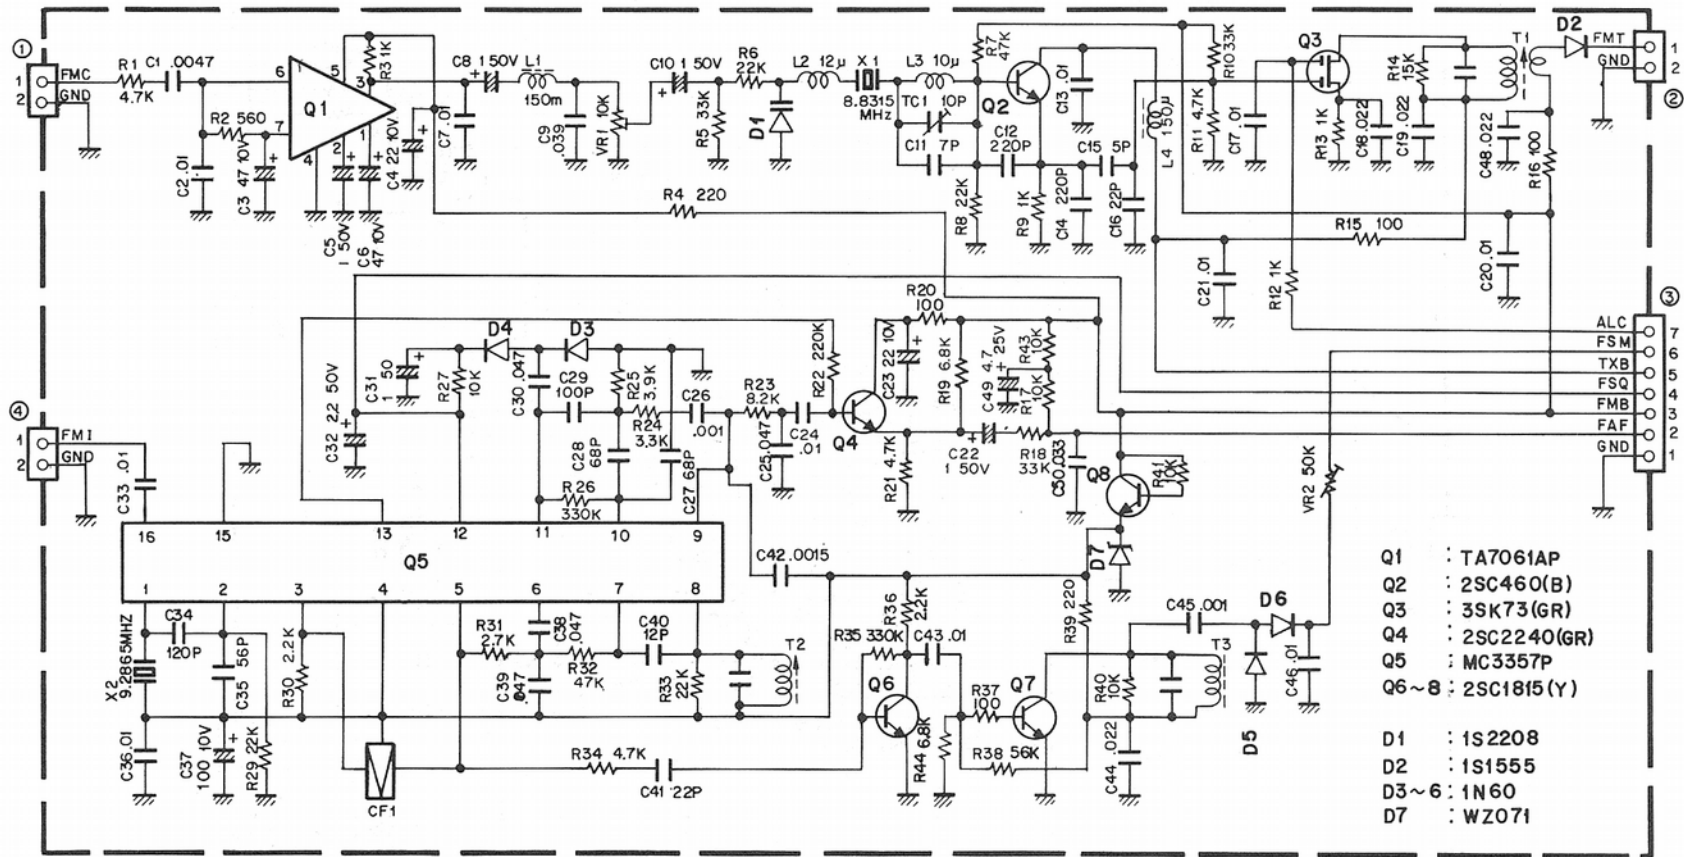 ①
1 FMC
2 GND
R1
4.7K
C1 .0047
R2 560
C2 .01
C3 47 10V
6
7
5
3
4
2
1
Q1
R3 1K
C5
1 50V
C6
47 10V
C4 22 10V
C7 .01
C8 1 50V
L1
150m
C9
.039
VR1 10K
C10 1 50V
R4 220
R5 33K
R6
22K
D1
L2 12μ
X1
8.8315
MHz
L3 10μ
TC1 10P
C11 7P
R7
47K
Q2
C12
220P
R8 22K
R9 1K
C13 .01
C14 220P
C15 5P
C16 22P
L4 150μ
R10 33K
R11 4.7K
C17 .01
Q3
R13 1K
C18 .022
R14
15K
C19 .022
T1
D2
FMT 1
GND 2
②
C48 .022
R16 100
R15 100
C20 .01
C21 .01
R12 1K
③
ALC 7
FSM 6
TXB 5
FSQ 4
FMB 3
FAF 2
GND 1
④
1 FMI
2 GND
C33 .01
C32 2.2 50V
C31
1 50
R27
10K
D4
D3
C30 .047
C29
100P
R25
3.9K
R24
3.3K
C28
68P
C27 68P
R26
330K
C26
.001
R23
8.2K
C25 .047
C24
.01
R22 220K
Q4
C23 22 10V
R20
100
R19 6.8K
R21 4.7K
C49 4.7
25V
R43
10K
R17
10K
C22
1 50V
R18
33K
C50 .033
Q8
R41
10K
D7
VR2 50K
16 15 13 12 11 10 9
Q5
1 2 3 4 5 6 7 8
X2
9.2865MHZ
C34
120P
C35 56P
C36 .01
C37
100 10V
R29 22K
R30 2.2K
CF1
R31
2.7K
C38
.047
C39
.047
R32
47K
C40
12P
R33
22K
T2
R34 4.7K
C41 22P
C42 .0015
R36
2.2K
R35 330K
C43 .01
Q6
R44 6.8K
R37
100
Q7
R38 56K
R39 220
R40
10K
C44 .022
C45 .001
T3
D5
D6
C46 .01
Q1 : TA7061AP
Q2 : 2SC460(B)
Q3 : 3SK73(GR)
Q4 : 2SC2240(GR)
Q5 : MC3357P
Q6~8 : 2SC1815(Y)
D1 : 1S2208
D2 : 1S1555
D3~6 : 1N60
D7 : WZ071